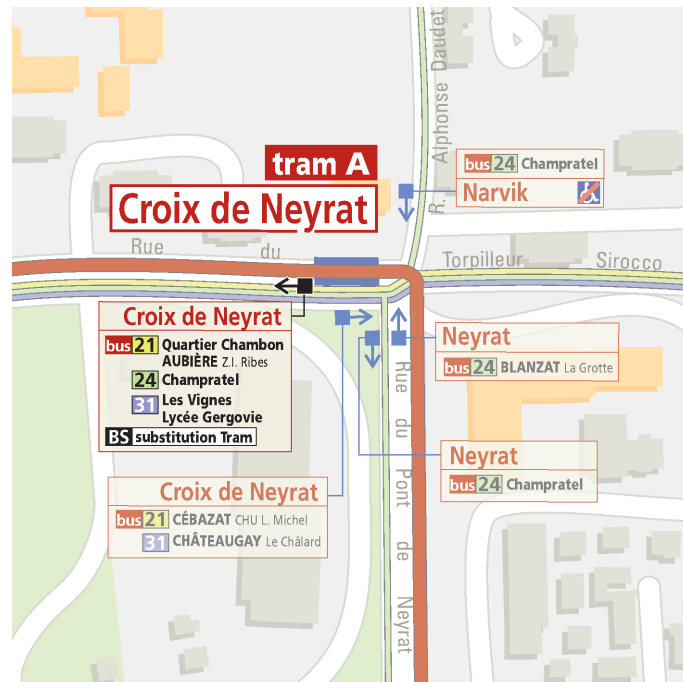 R. Alphonse Daudet
tram A
Croix de Neyrat
bus 24 Champratel
Narvik
Rue du Torpilleur Sirocco
Croix de Neyrat
bus 21 Quartier Chambon
AUBIÈRE Z.I. Ribes
24 Champratel
31 Les Vignes
Lycée Gergovie
BS substitution Tram
Neyrat
bus 24 BLANZAT La Grotte
Neyrat
bus 24 Champratel
Croix de Neyrat
bus 21 CÉBAZAT CHU L. Michel
31 CHÂTEAUGAY Le Châlard
Rue du Pont de Neyrat